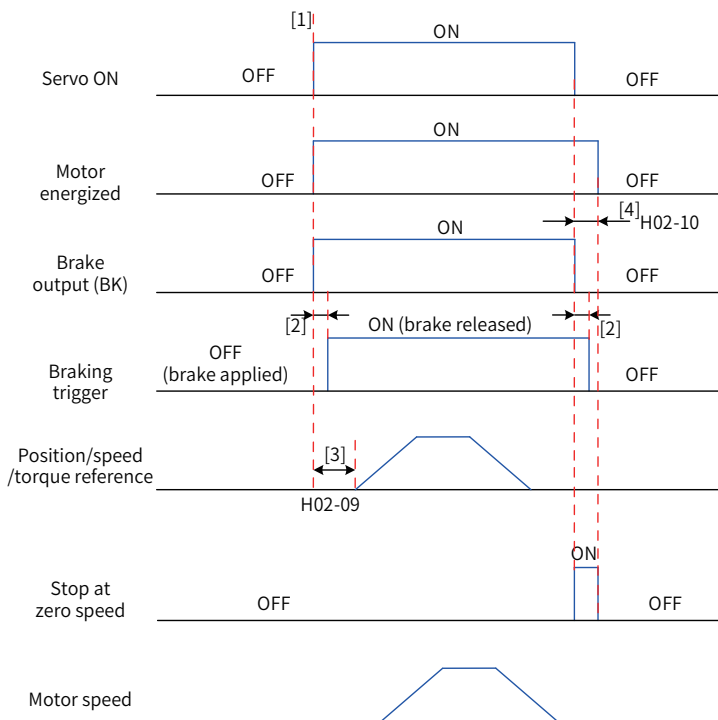 [1]
ON
Servo ON
OFF
OFF
ON
Motor
energized
OFF
OFF
[4]
H02-10
ON
Brake
output (BK)
OFF
OFF
[2]
ON (brake released)
[2]
OFF
(brake applied)
Braking
trigger
OFF
Position/speed
/torque reference
[3]
H02-09
ON
Stop at
zero speed
OFF
OFF
Motor speed